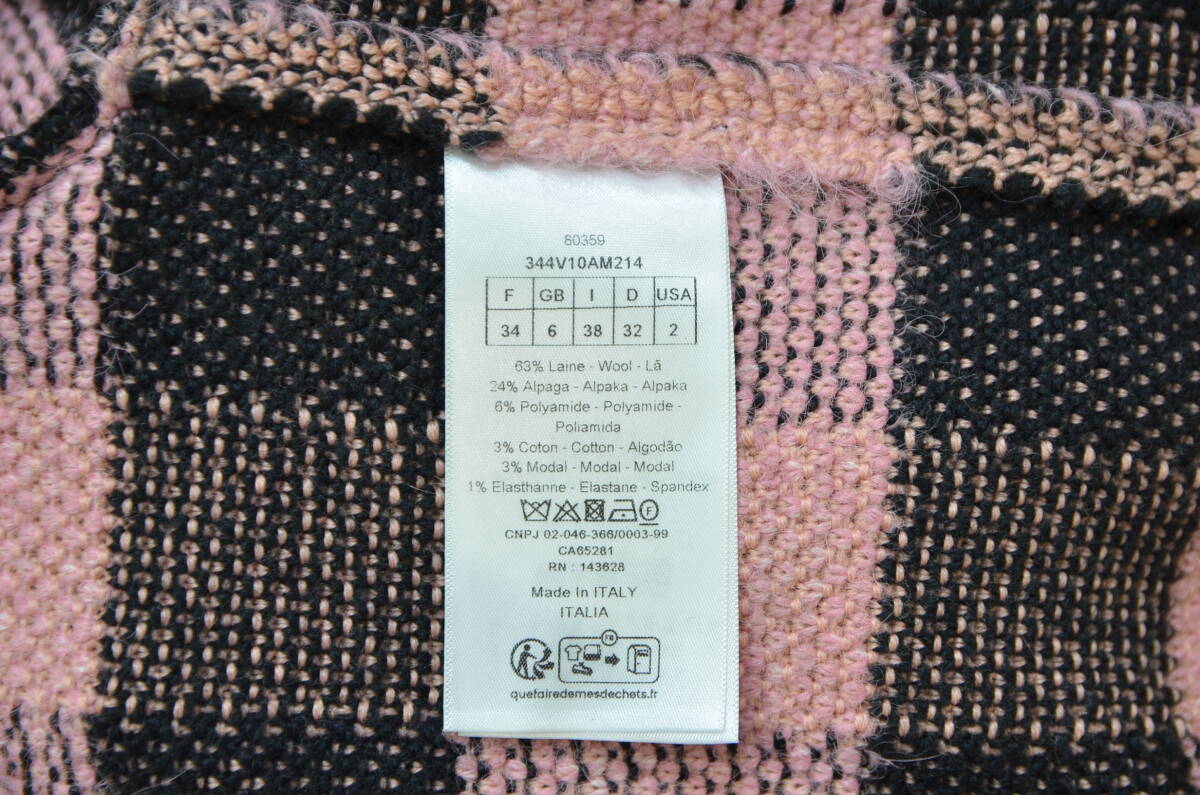 80359
344V10AM214
F GB I D USA
34 6 38 32 2
63% Laine - Wool - Lã
24% Alpaga - Alpaka - Alpaka
6% Polyamide - Polyamide -
Poliamida
3% Coton - Cotton - Algodão
3% Modal - Modal - Modal
1% Elasthanne - Elastane - Spandex
F
CNPJ 02-046-366/0003-99
CA65281
RN : 143628
Made In ITALY
ITALIA
FR
quefairedemesdechets.fr